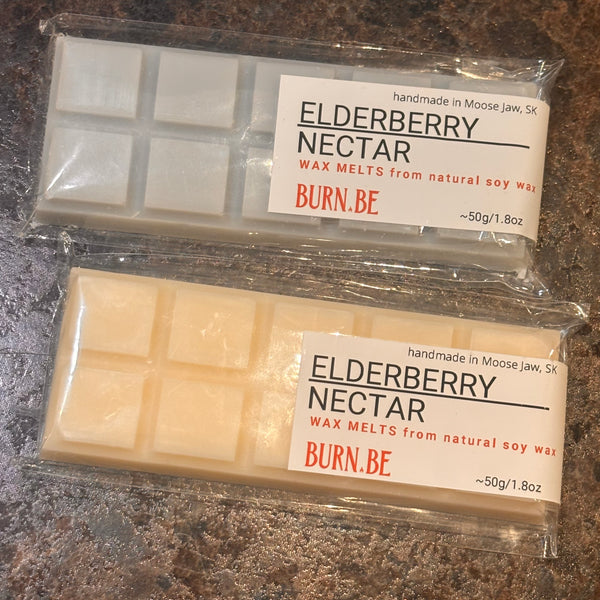 handmade in Moose Jaw, SK
ELDERBERRY
NECTAR
WAX MELTS from natural soy wax
BURN.BE
~50g/1.8oz
handmade in Moose Jaw, SK
ELDERBERRY
NECTAR
WAX MELTS from natural soy wax
BURN.BE
~50g/1.8oz